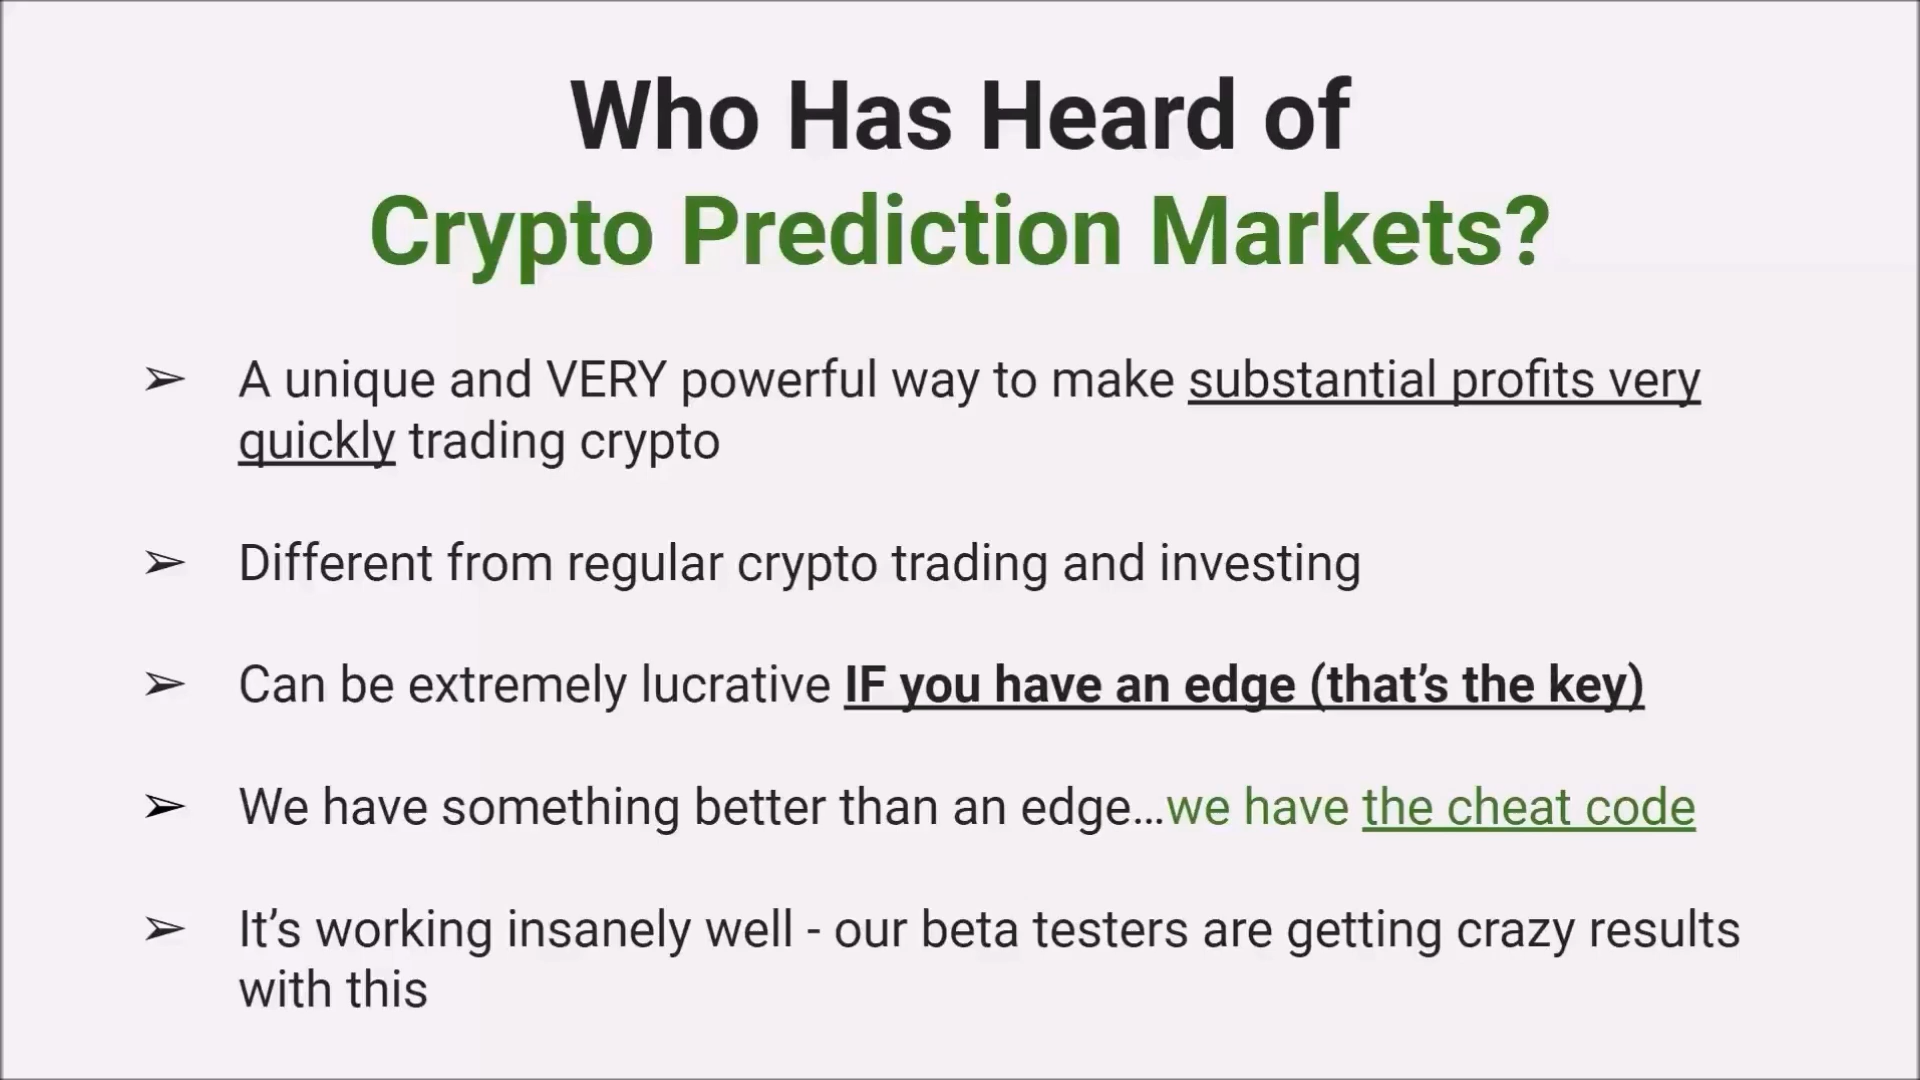 Who Has Heard of
Crypto Prediction Markets?
➢ A unique and VERY powerful way to make substantial profits very
quickly trading crypto
➢ Different from regular crypto trading and investing
➢ Can be extremely lucrative IF you have an edge (that’s the key)
➢ We have something better than an edge...we have the cheat code
➢ It’s working insanely well - our beta testers are getting crazy results
with this